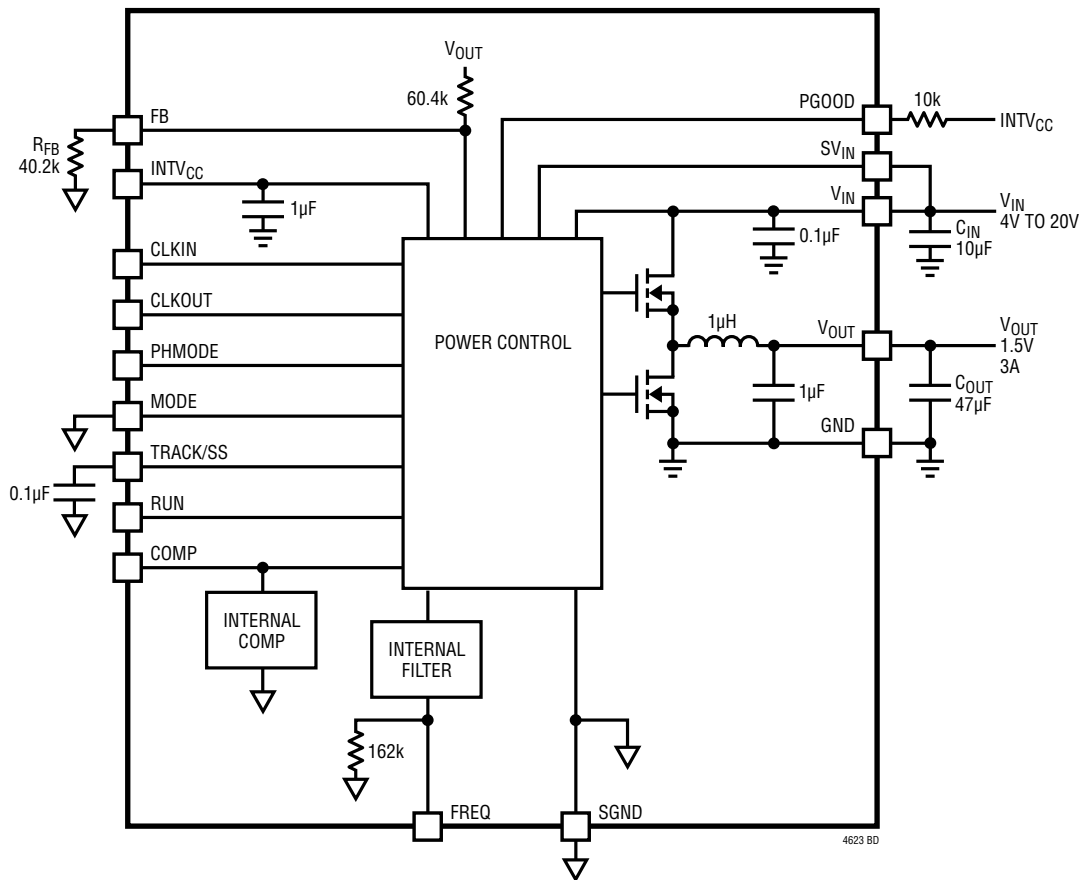 VOUT
60.4k
FB
RFB
40.2k
INTVCC
1µF
CLKIN
CLKOUT
PHMODE
MODE
TRACK/SS
0.1µF
RUN
COMP
INTERNAL
COMP
INTERNAL
FILTER
162k
FREQ
SGND
POWER CONTROL
PGOOD
10k
INTVCC
SVIN
VIN
VIN
4V TO 20V
0.1µF
CIN
10µF
1µH
VOUT
VOUT
1.5V
3A
1µF
COUT
47µF
GND
4623 BD